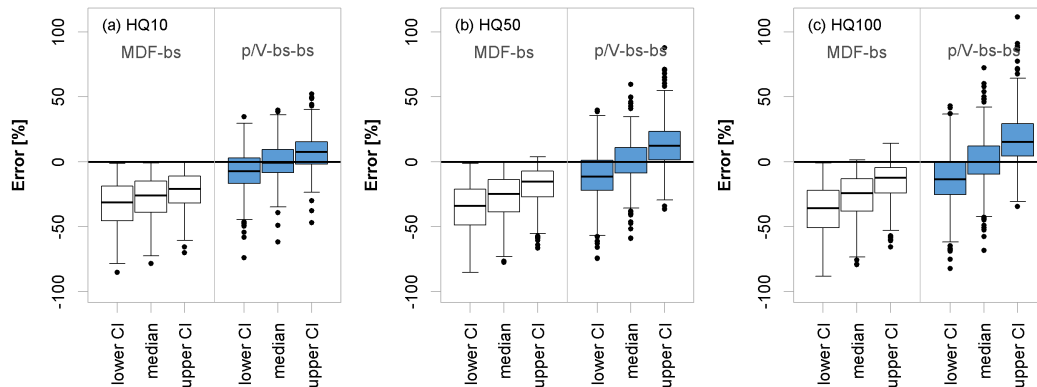 (a) HQ10
MDF-bs
p/V-bs-bs
Error [%]
100
50
0
-50
-100
lower CI
median
upper CI
lower CI
median
upper CI
(b) HQ50
MDF-bs
p/V-bs-bs
Error [%]
100
50
0
-50
-100
lower CI
median
upper CI
lower CI
median
upper CI
(c) HQ100
MDF-bs
p/V-bs-bs
Error [%]
100
50
0
-50
-100
lower CI
median
upper CI
lower CI
median
upper CI